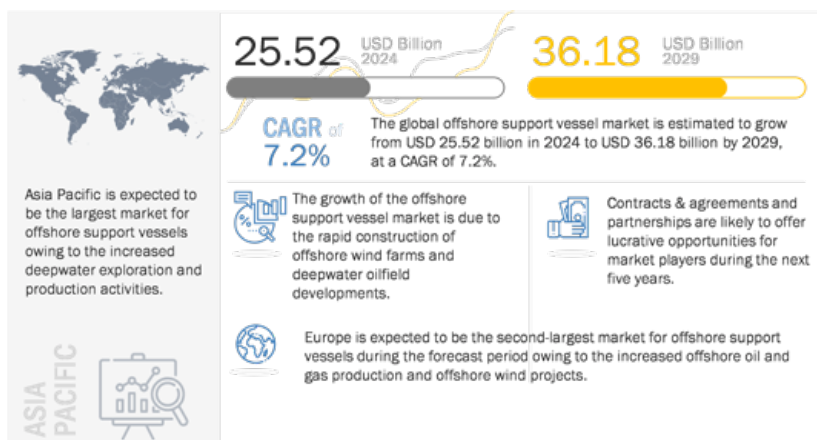 25.52 USD Billion
2024
36.18 USD Billion
2029
CAGR of
7.2%
The global offshore support vessel market is estimated to grow
from USD 25.52 billion in 2024 to USD 36.18 billion by 2029,
at a CAGR of 7.2%.
Asia Pacific is expected to
be the largest market for
offshore support vessels
owing to the increased
deepwater exploration and
production activities.
The growth of the offshore
support vessel market is due to
the rapid construction of
offshore wind farms and
deepwater oilfield
developments.
Contracts & agreements and
partnerships are likely to offer
lucrative opportunities for
market players during the next
five years.
Europe is expected to be the second-largest market for offshore support
vessels during the forecast period owing to the increased offshore oil and
gas production and offshore wind projects.
ASIA
PACIFIC